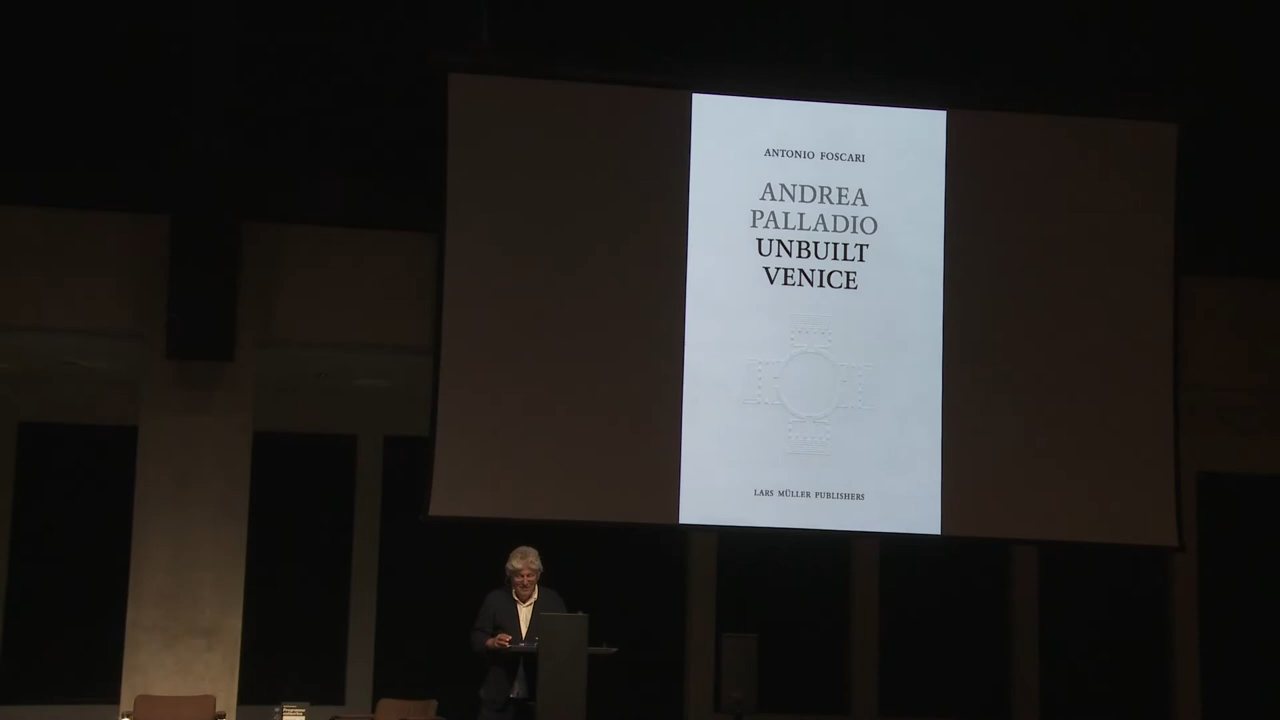 ANTONIO FOSCARI
ANDREA
PALLADIO
UNBUILT
VENICE
LARS MÜLLER PUBLISHERS